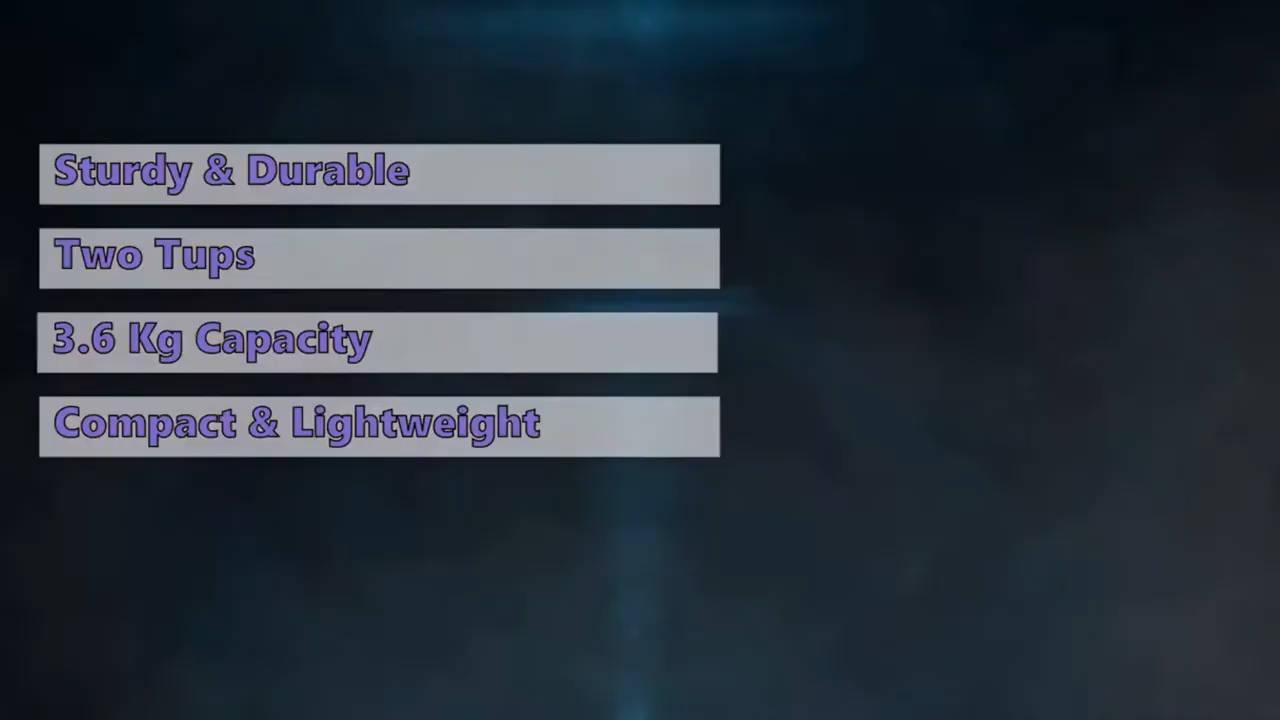 Sturdy & Durable
Two Tups
3.6 Kg Capacity
Compact & Lightweight